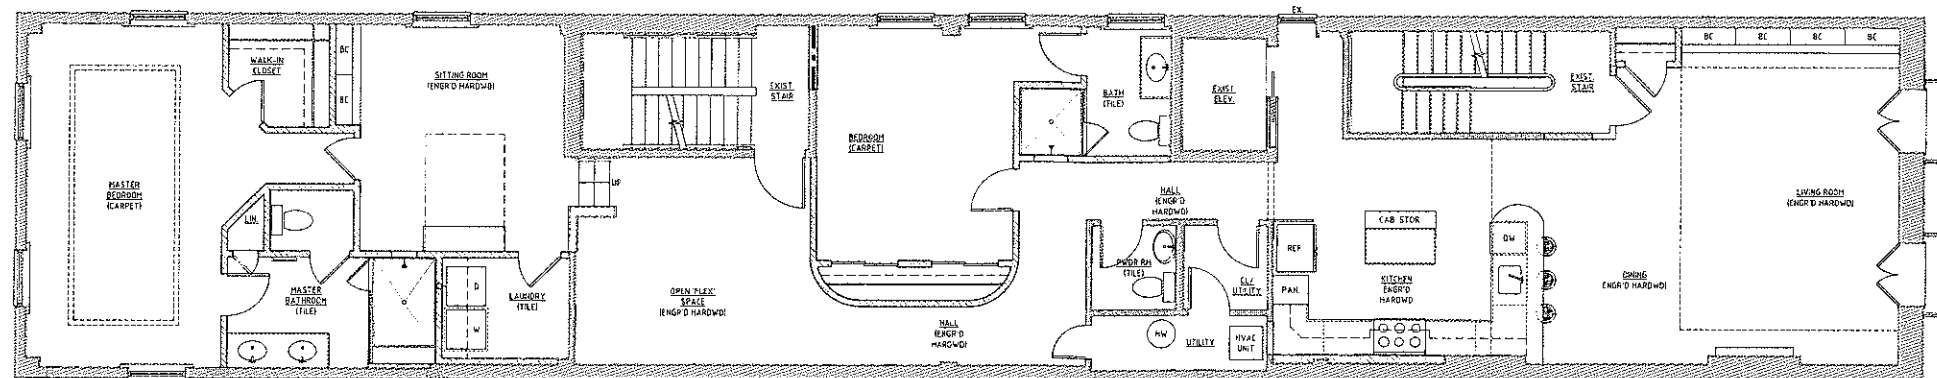 EX.
BC
BC
BC
BC
BC
WALK-IN
CLOSET
SITTING ROOM
(ENGR'D HARDWD)
BC
EXIST
STAIR
BATH
(TILE)
EXIST.
ELEV.
EXIST.
STAIR
BEDROOM
(CARPET)
MASTER
BEDROOM
(CARPET)
UP
HALL
(ENGR'D
HARDWD)
LIVING ROOM
(ENGR'D HARDWD)
LIN.
CAB STOR.
REF
DW
PWDR RM
(TILE)
CL/
UTILITY
KITCHEN
ENGR'D
HARDWD
DINING
ENGR'D HARDWD)
PAN.
D
W
LAUNDRY
(TILE)
MASTER
BATHROOM
(TILE)
OPEN 'FLEX'
SPACE
(ENGR'D HARDWD)
HALL
(ENGR'D
HARDWD)
HW
UTILITY
HVAC
UNIT